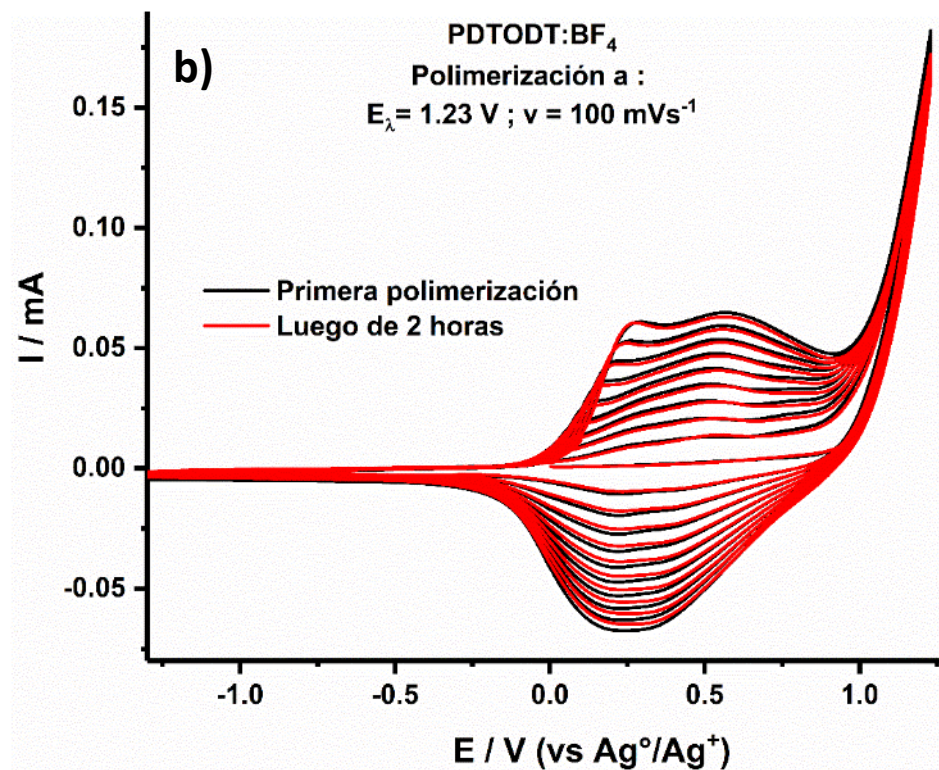 b)
PDTODT:BF₄
Polimerización a :
E_λ= 1.23 V ; v = 100 mVs⁻¹
Primera polimerización
Luego de 2 horas
I / mA
0.15
0.10
0.05
0.00
-0.05
-1.0 -0.5 0.0 0.5 1.0
E / V (vs Ag°/Ag⁺)